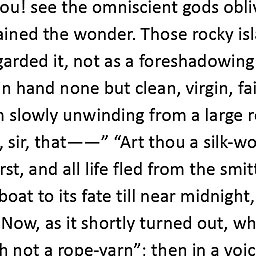 ou! see the omniscient gods obliv
ained the wonder. Those rocky isl
garded it, not as a foreshadowing
n hand none but clean, virgin, fai
n slowly unwinding from a large r
, sir, that——” “Art thou a silk-wo
rst, and all life fled from the smitt
boat to its fate till near midnight,
Now, as it shortly turned out, wh
h not a rope-yarn”; then in a voic